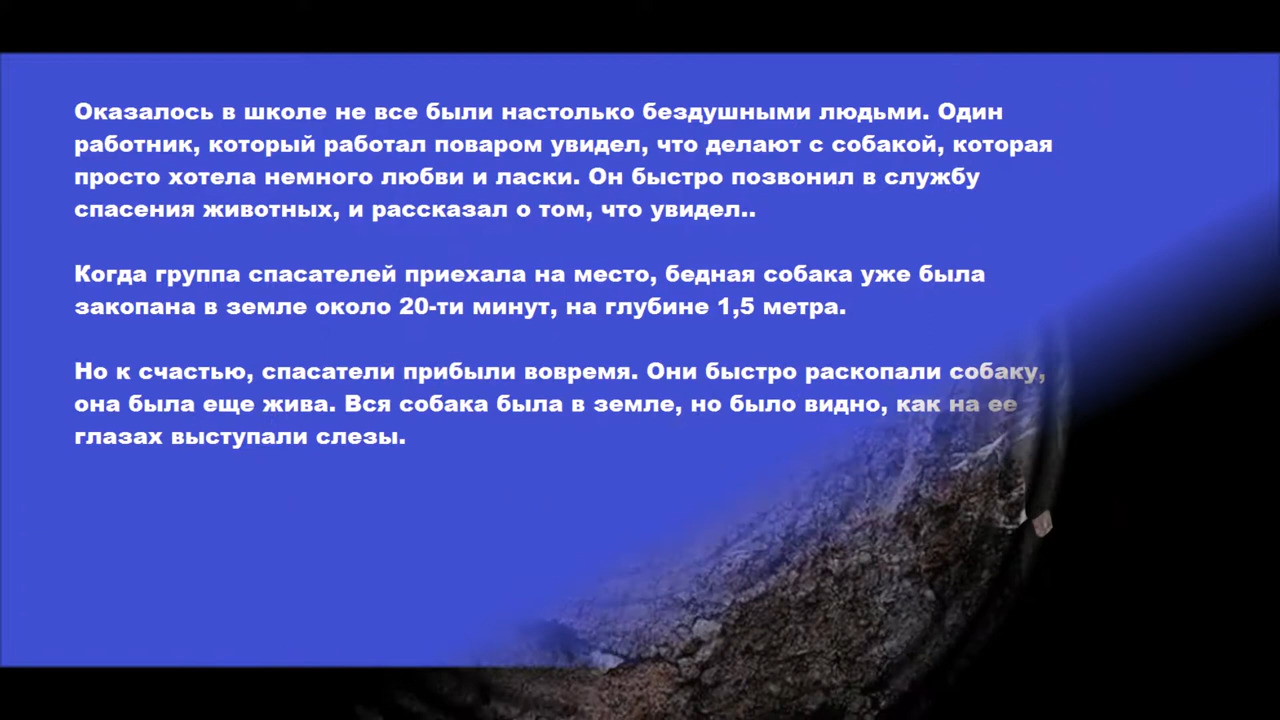 Оказалось в школе не все были настолько бездушными людьми. Один
работник, который работал поваром увидел, что делают с собакой, которая
просто хотела немного любви и ласки. Он быстро позвонил в службу
спасения животных, и рассказал о том, что увидел..
Когда группа спасателей приехала на место, бедная собака уже была
закопана в земле около 20-ти минут, на глубине 1,5 метра.
Но к счастью, спасатели прибыли вовремя. Они быстро раскопали собаку,
она была еще жива. Вся собака была в земле, но было видно, как на ее
глазах выступали слезы.